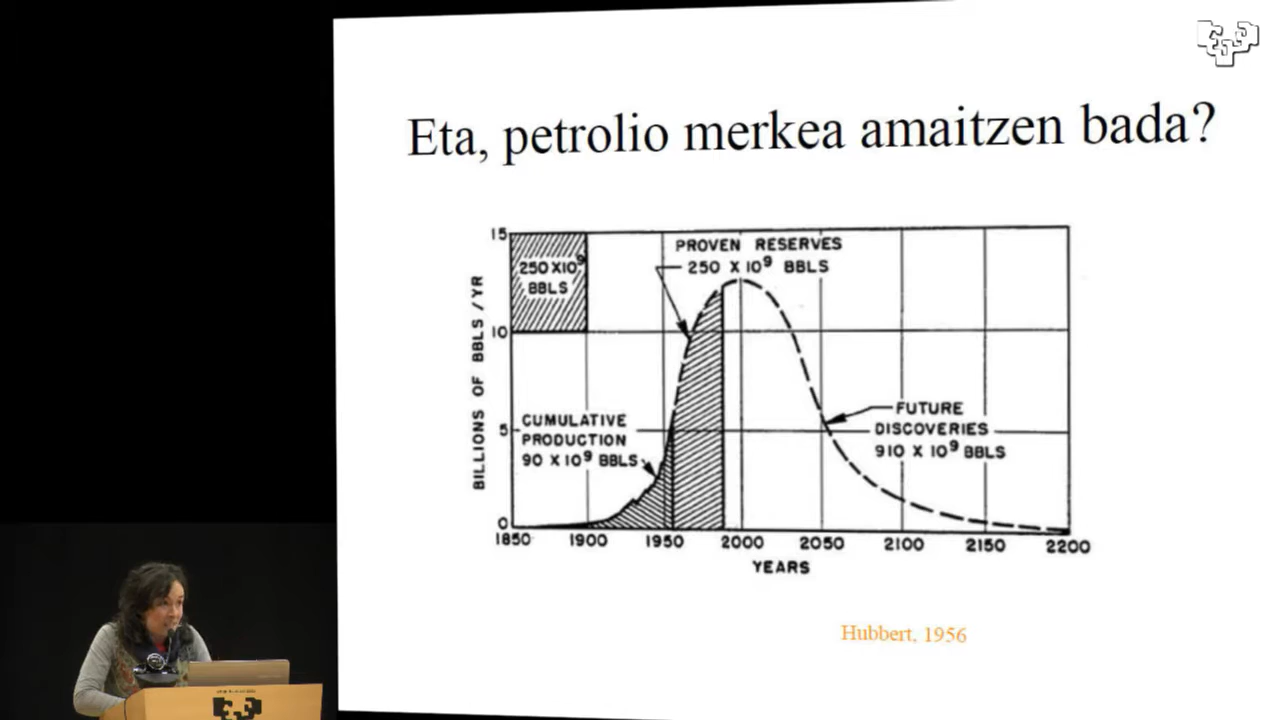 Eta, petrolio merkea amaitzen bada?
15
10
5
0
BILLIONS OF BBLS / YR
250 X10⁹
BBLS
PROVEN RESERVES
250 X 10⁹ BBLS
CUMULATIVE
PRODUCTION
90 X 10⁹ BBLS
FUTURE
DISCOVERIES
910 X 10⁹ BBLS
1850 1900 1950 2000 2050 2100 2150 2200
YEARS
Hubbert, 1956